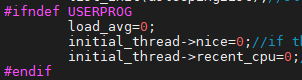 #ifndef USERPROG
load_avg=0;
initial_thread->nice=0;//if th
initial_thread->recent_cpu=0;
#endif